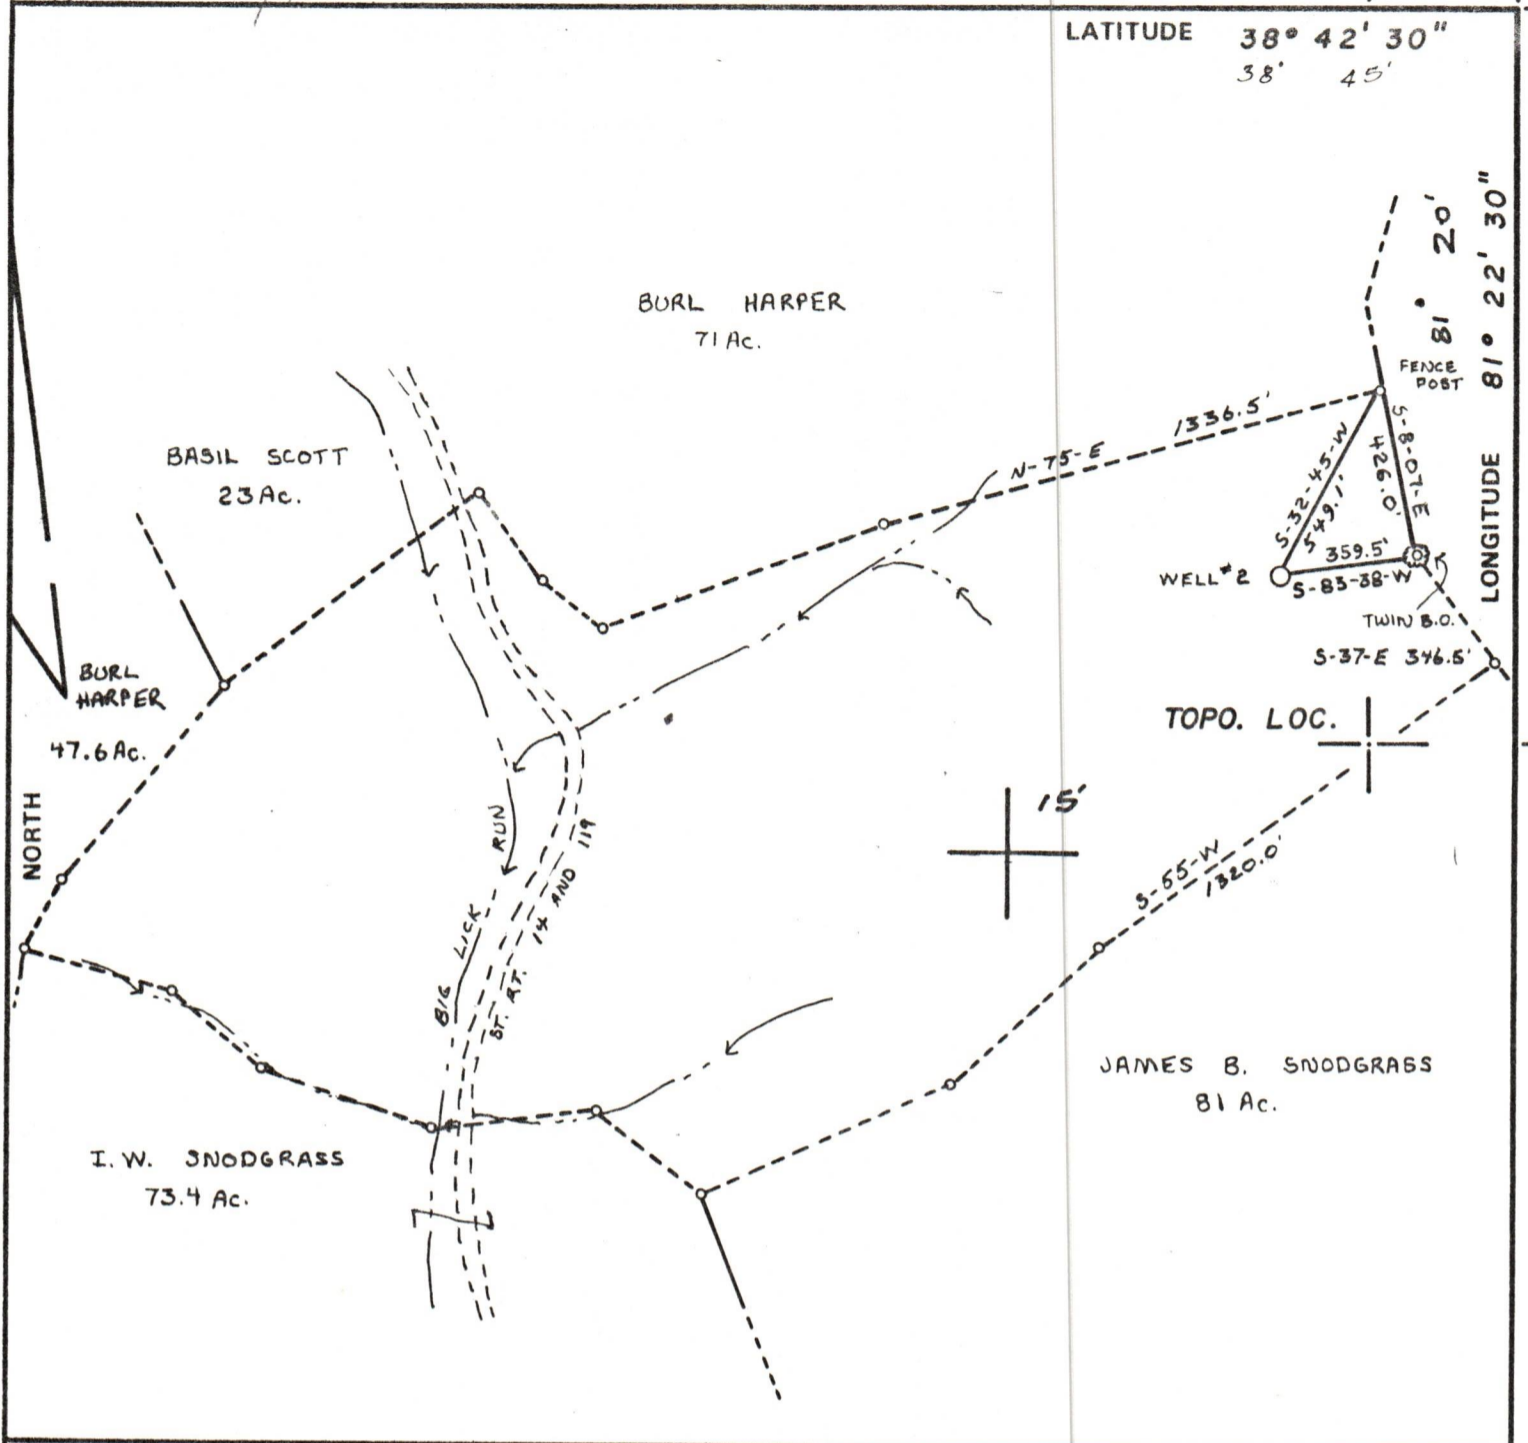 LATITUDE 38° 42' 30"
38° 45'
81° 20'
LONGITUDE 81° 22' 30"
BURL HARPER
71 Ac.
FENCE
POST
1336.5'
N-75-E
S-8-07-E
426.0'
S-32-45-W
549.1'
BASIL SCOTT
23 Ac.
359.5'
WELL #2
S-83-38-W
TWIN B.O.
S-37-E 346.5'
BURL
HARPER
47.6 Ac.
TOPO. LOC.
15'
NORTH
BIG LICK RUN
ST. RT. 14 AND 119
S-55-W
1320.0'
JAMES B. SNODGRASS
81 Ac.
I. W. SNODGRASS
73.4 Ac.